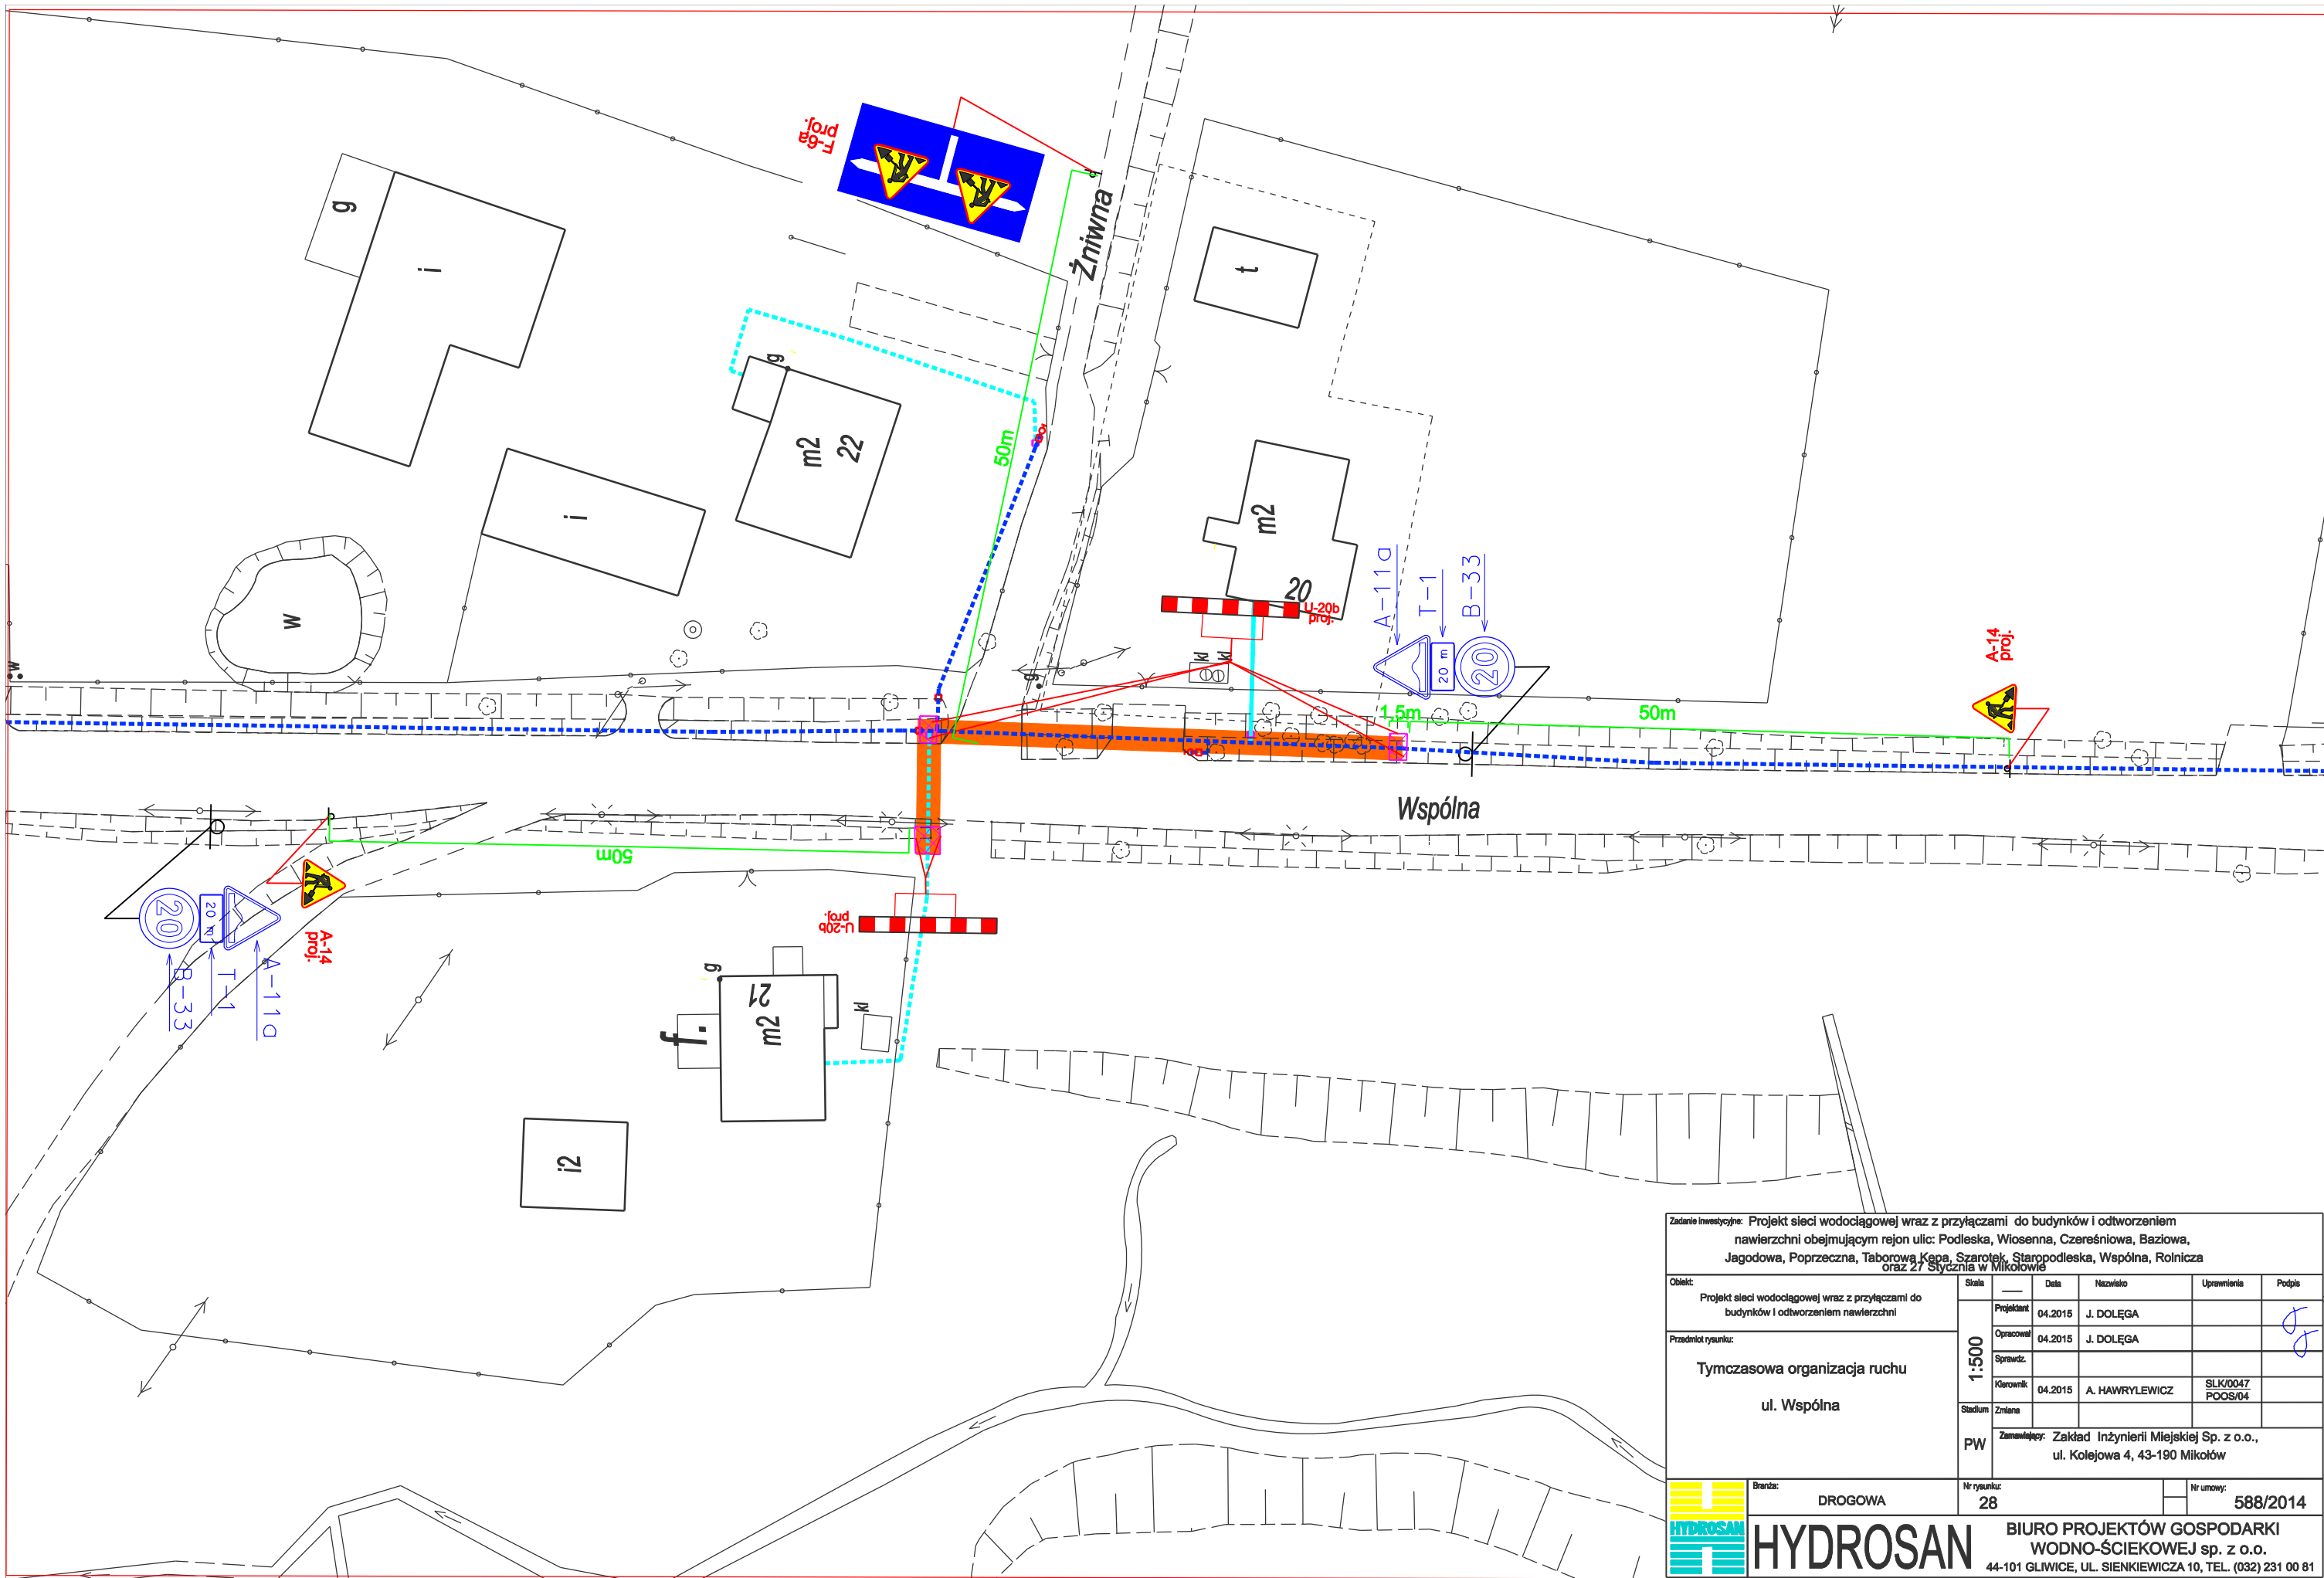 F-6a
proj.
Żniwna
g
i
t
g
m2
22
50m
i
m2
20
U-20b
proj.
A-11a
T-1
B-33
20 m
20
A-14
proj.
w
w
kl
kl
g
1.5m
50m
Wspólna
50m
20
20 m
A-14
proj.
B-33
T-1
A-11a
U-20b
proj.
g
21
m2
f.
kl
i2
Zadanie inwestycyjne: Projekt sieci wodociągowej wraz z przyłączami do budynków i odtworzeniem
nawierzchni obejmującym rejon ulic: Podleska, Wiosenna, Czereśniowa, Baziowa,
Jagodowa, Poprzeczna, Taborowa Kępa, Szarotek, Staropodleska, Wspólna, Rolnicza
oraz 27 Stycznia w Mikołowie
Obiekt:
Projekt sieci wodociągowej wraz z przyłączami do
budynków i odtworzeniem nawierzchni
Skala
Data
Nazwisko
Uprawnienia
Podpis
1:500
Projektant
04.2015
J. DOLĘGA
Opracował
04.2015
J. DOLĘGA
Sprawdz.
Kierownik
04.2015
A. HAWRYLEWICZ
SLK/0047
POOS/04
Przedmiot rysunku:
Tymczasowa organizacja ruchu
ul. Wspólna
Stadium
Zmiana
PW
Zamawiający: Zakład Inżynierii Miejskiej Sp. z o.o.,
ul. Kolejowa 4, 43-190 Mikołów
Branża:
DROGOWA
Nr rysunku:
28
Nr umowy:
588/2014
HYDROSAN
HYDROSAN
BIURO PROJEKTÓW GOSPODARKI
WODNO-ŚCIEKOWEJ sp. z o.o.
44-101 GLIWICE, UL. SIENKIEWICZA 10, TEL. (032) 231 00 81